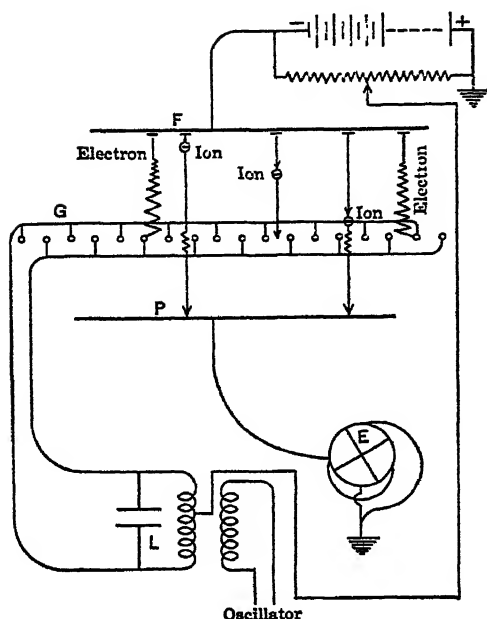 - +
F
Electron
Ion
Ion
Ion
Electron
G
P
E
L
Oscillator